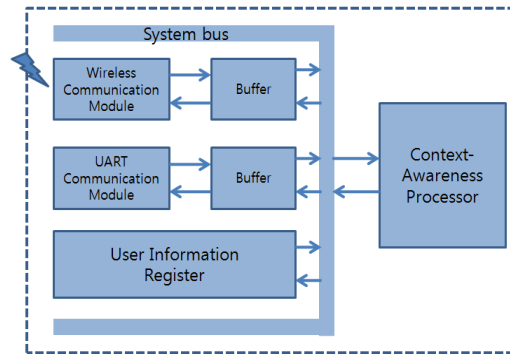 System bus
Wireless
Communication
Module
Buffer
UART
Communication
Module
Buffer
User Information
Register
Context-
Awareness
Processor